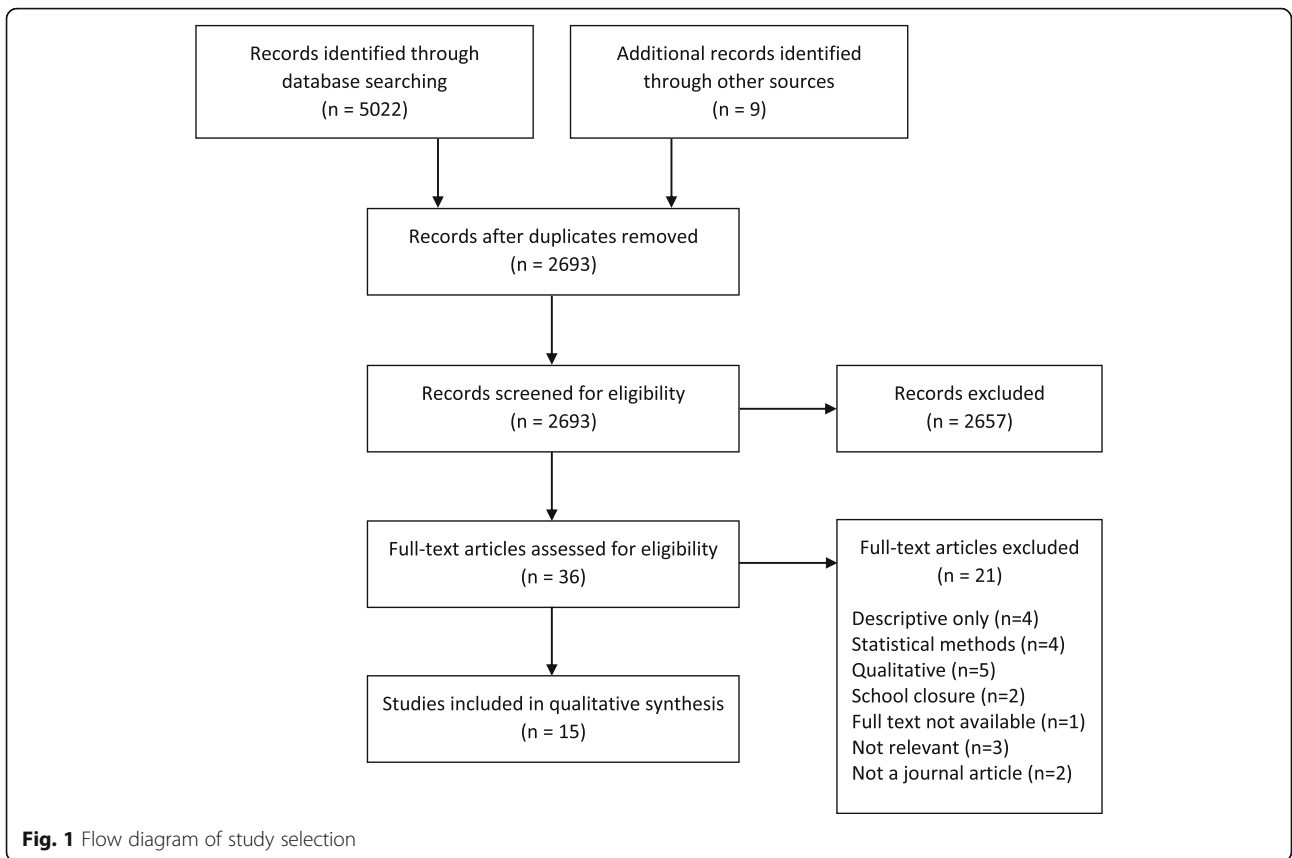 Records identified through
database searching
(n = 5022)
Additional records identified
through other sources
(n = 9)
Records after duplicates removed
(n = 2693)
Records screened for eligibility
(n = 2693)
Records excluded
(n = 2657)
Full-text articles assessed for eligibility
(n = 36)
Full-text articles excluded
(n = 21)
Descriptive only (n=4)
Statistical methods (n=4)
Qualitative (n=5)
School closure (n=2)
Full text not available (n=1)
Not relevant (n=3)
Not a journal article (n=2)
Studies included in qualitative synthesis
(n = 15)
Fig. 1 Flow diagram of study selection